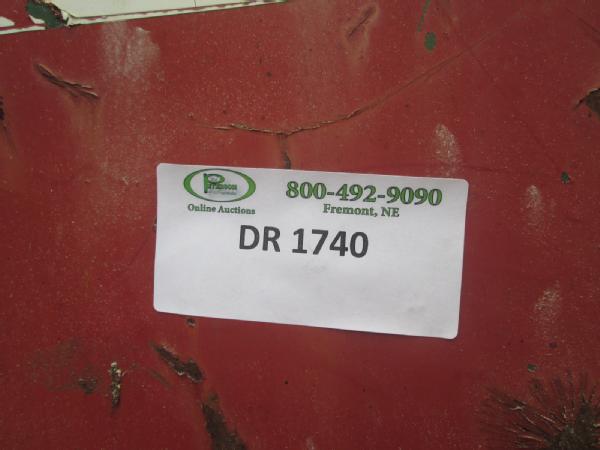 800-492-9090
Online Auctions
Fremont, NE
DR 1740